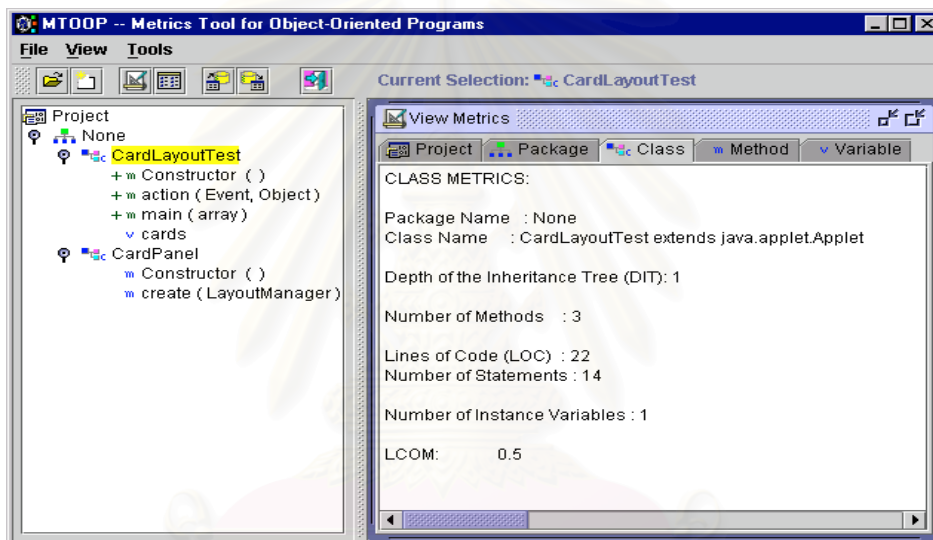 MTOOP -- Metrics Tool for Object-Oriented Programs
File View Tools
Current Selection: CardLayoutTest
Project
None
CardLayoutTest
+ m Constructor ( )
+ m action ( Event, Object )
+ m main ( array )
v cards
CardPanel
m Constructor ( )
m create ( LayoutManager )
View Metrics
Project Package Class m Method v Variable
CLASS METRICS:
Package Name : None
Class Name : CardLayoutTest extends java.applet.Applet
Depth of the Inheritance Tree (DIT): 1
Number of Methods : 3
Lines of Code (LOC) : 22
Number of Statements : 14
Number of Instance Variables : 1
LCOM: 0.5